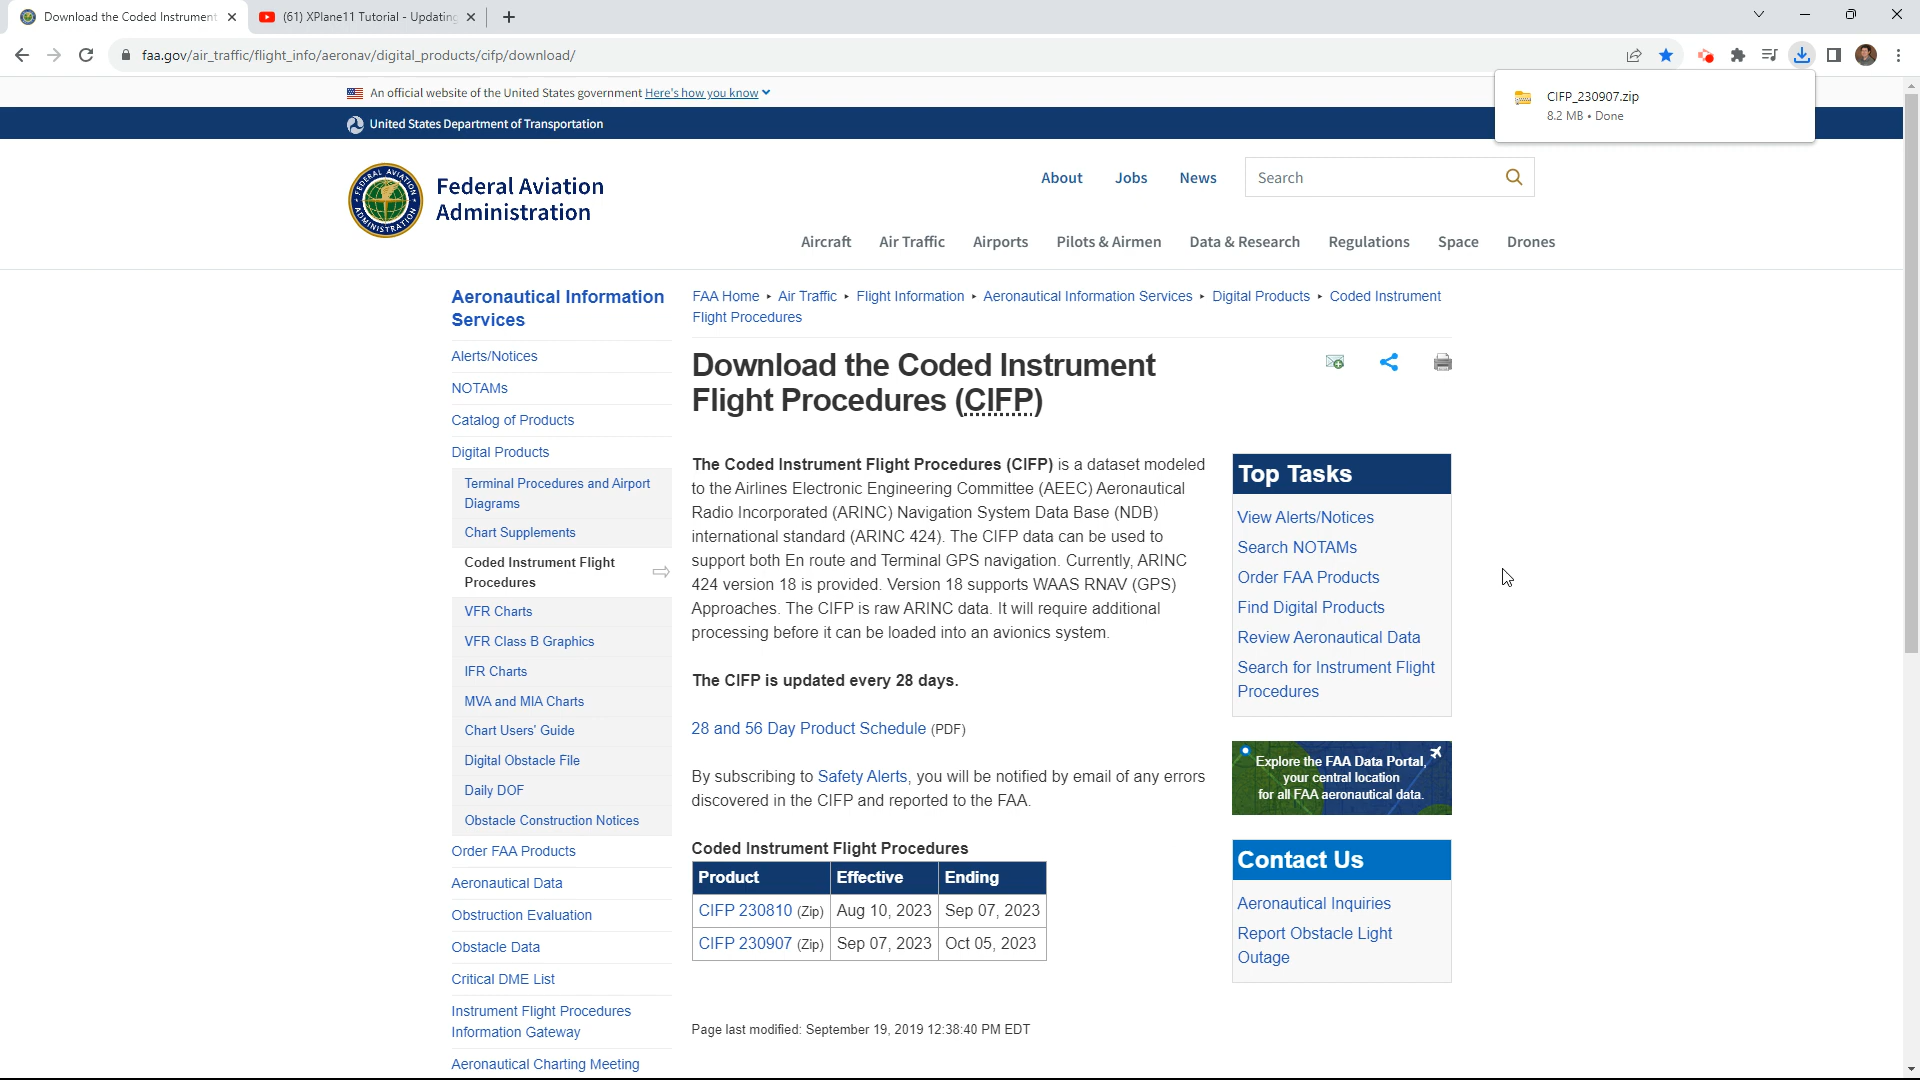 Download the Coded Instrument
(61) XPlane11 Tutorial - Updating
faa.gov/air_traffic/flight_info/aeronav/digital_products/cifp/download/
CIFP_230907.zip
8.2 MB • Done
An official website of the United States government Here's how you know
United States Department of Transportation
Federal Aviation
Administration
About Jobs News Search
Aircraft Air Traffic Airports Pilots & Airmen Data & Research Regulations Space Drones
Aeronautical Information
Services
Alerts/Notices
NOTAMs
Catalog of Products
Digital Products
Terminal Procedures and Airport
Diagrams
Chart Supplements
Coded Instrument Flight
Procedures
VFR Charts
VFR Class B Graphics
IFR Charts
MVA and MIA Charts
Chart Users' Guide
Digital Obstacle File
Daily DOF
Obstacle Construction Notices
Order FAA Products
Aeronautical Data
Obstruction Evaluation
Obstacle Data
Critical DME List
Instrument Flight Procedures
Information Gateway
Aeronautical Charting Meeting
FAA Home ▸ Air Traffic ▸ Flight Information ▸ Aeronautical Information Services ▸ Digital Products ▸ Coded Instrument
Flight Procedures
Download the Coded Instrument
Flight Procedures (CIFP)
The Coded Instrument Flight Procedures (CIFP) is a dataset modeled
to the Airlines Electronic Engineering Committee (AEEC) Aeronautical
Radio Incorporated (ARINC) Navigation System Data Base (NDB)
international standard (ARINC 424). The CIFP data can be used to
support both En route and Terminal GPS navigation. Currently, ARINC
424 version 18 is provided. Version 18 supports WAAS RNAV (GPS)
Approaches. The CIFP is raw ARINC data. It will require additional
processing before it can be loaded into an avionics system.
The CIFP is updated every 28 days.
28 and 56 Day Product Schedule (PDF)
By subscribing to Safety Alerts, you will be notified by email of any errors
discovered in the CIFP and reported to the FAA.
Coded Instrument Flight Procedures
Product Effective Ending
CIFP 230810 (Zip) Aug 10, 2023 Sep 07, 2023
CIFP 230907 (Zip) Sep 07, 2023 Oct 05, 2023
Page last modified: September 19, 2019 12:38:40 PM EDT
Top Tasks
View Alerts/Notices
Search NOTAMs
Order FAA Products
Find Digital Products
Review Aeronautical Data
Search for Instrument Flight
Procedures
Explore the FAA Data Portal,
your central location
for all FAA aeronautical data.
Contact Us
Aeronautical Inquiries
Report Obstacle Light
Outage